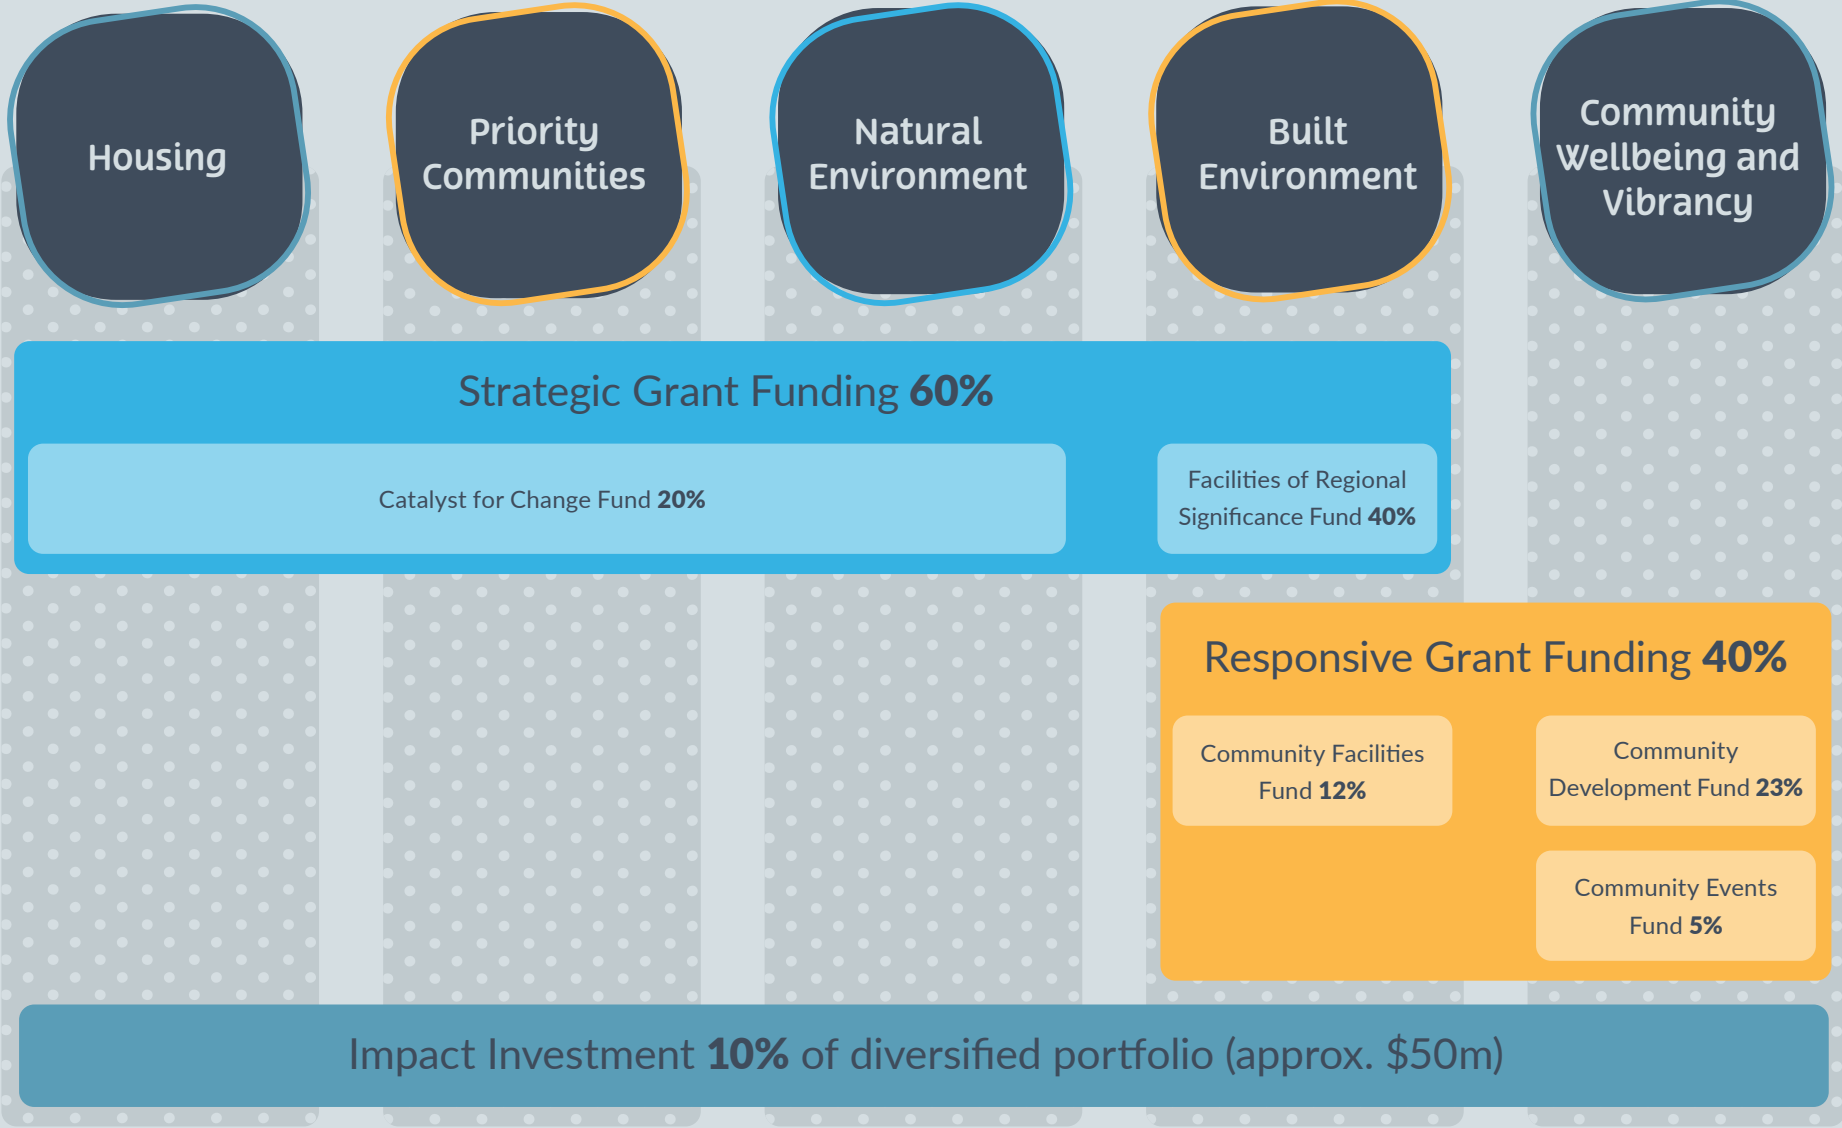 Housing
Priority
Communities
Natural
Environment
Built
Environment
Community
Wellbeing and
Vibrancy
Strategic Grant Funding 60%
Catalyst for Change Fund 20%
Facilities of Regional
Significance Fund 40%
Responsive Grant Funding 40%
Community Facilities
Fund 12%
Community
Development Fund 23%
Community Events
Fund 5%
Impact Investment 10% of diversified portfolio (approx. $50m)